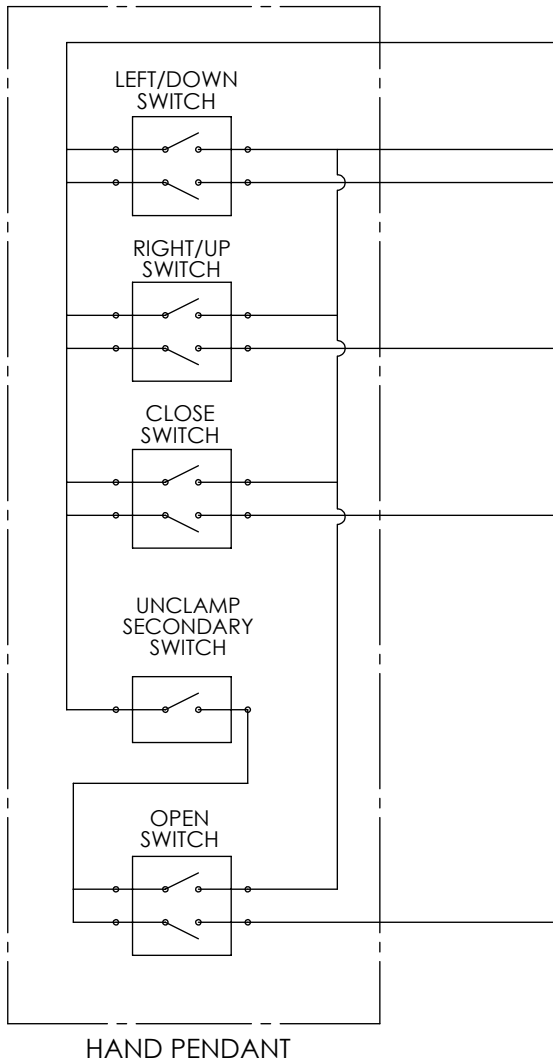 LEFT/DOWN
SWITCH
RIGHT/UP
SWITCH
CLOSE
SWITCH
UNCLAMP
SECONDARY
SWITCH
OPEN
SWITCH
HAND PENDANT